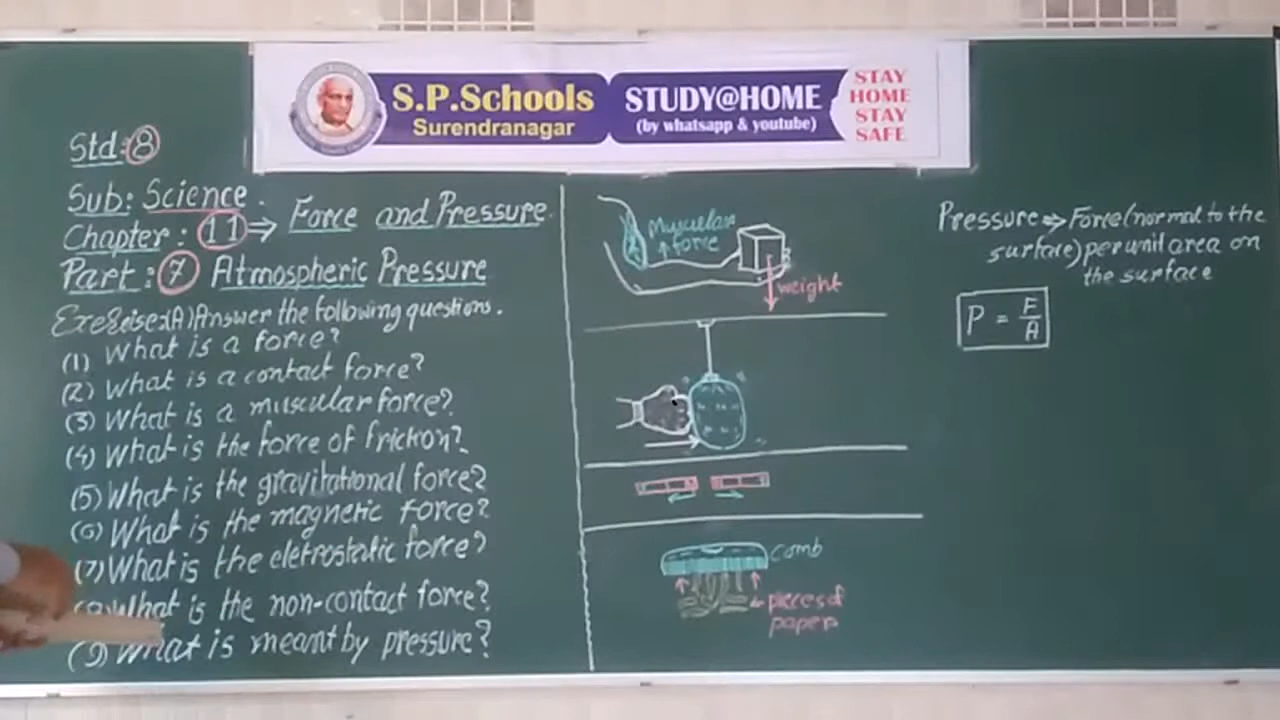 S.P.Schools
Surendranagar
STUDY@HOME
(by whatsapp & youtube)
STAY
HOME
STAY
SAFE
Std:8
Sub: Science.
Chapter: 11 ⇒ Force and Pressure
Part: 7 Atmospheric Pressure
Exercise:(A) Answer the following questions.
(1) What is a force?
(2) What is a contact force?
(3) What is a muscular force?
(4) What is the force of friction?
(5) What is the gravitational force?
(6) What is the magnetic force?
(7) What is the eletrostatic force?
What is the non-contact force?
(9) What is meant by pressure?
Muscular
force
weight
comb
pieces of
paper
Pressure ⇒ Force (normal to the
surface) per unit area on
the surface
P = F/A